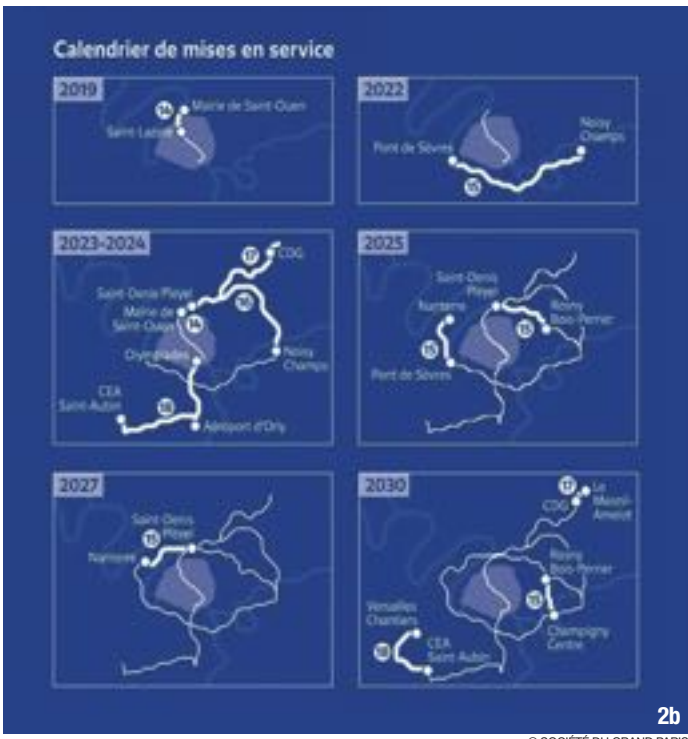 Calendrier de mises en service
2019
14
Mairie de Saint-Ouen
Saint-Lazare
2022
Noisy
Champs
Pont de Sèvres
15
2023-2024
17
CDG
Saint-Denis Pleyel
16
Mairie de
Saint-Ouen
14
Olympiades
Noisy
Champs
CEA
Saint-Aubin
18
Aéroport d'Orly
2025
Saint-Denis
Pleyel
Nanterre
Rosny
Bois-Perrier
15
15
Pont de Sèvres
2027
Saint-Denis
Pleyel
15
Nanterre
2030
17
Le
Mesnil-
Amelot
CDG
Rosny
Bois-Perrier
15
Versailles
Chantiers
Champigny
Centre
18
CEA
Saint-Aubin
2b
© SOCIÉTÉ DU GRAND PARIS